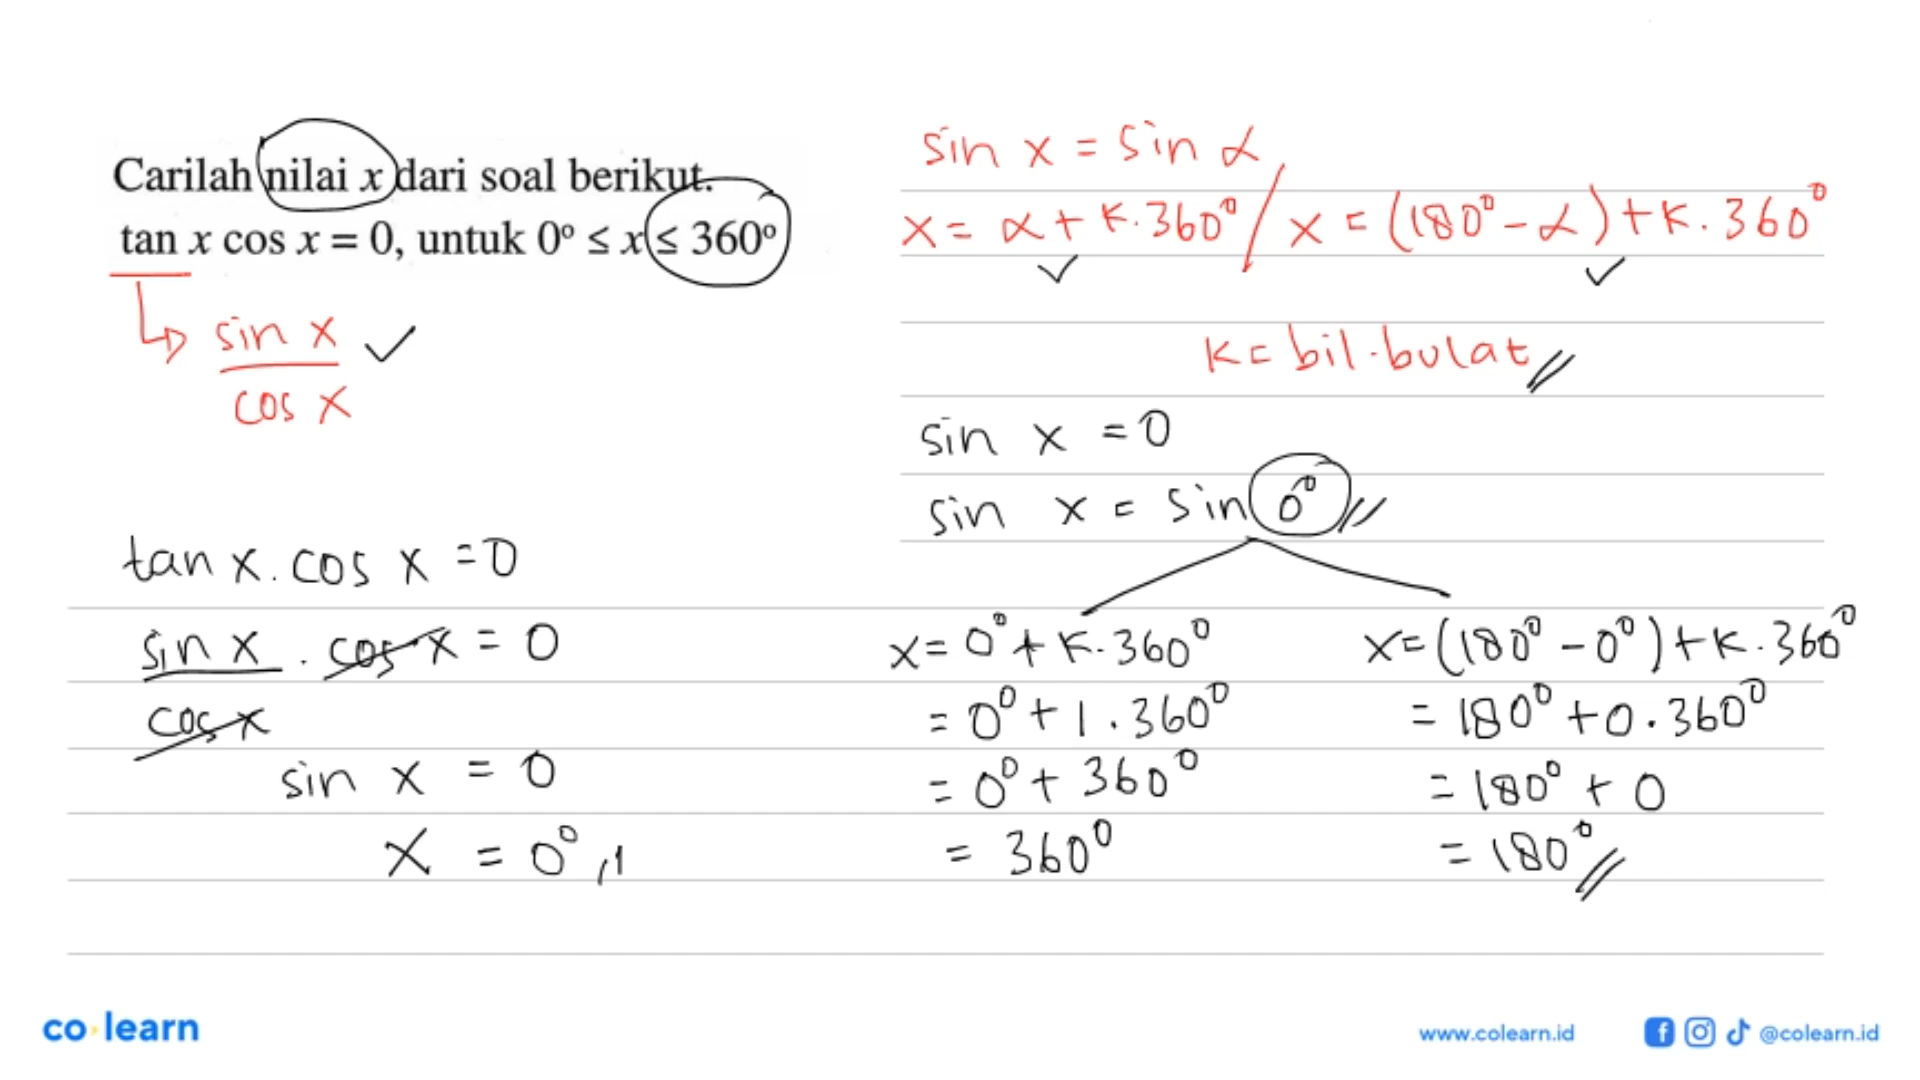 Carilah nilai x dari soal berikut.
tan x cos x = 0, untuk 0° ≤ x ≤ 360°
sin x
cos x
tan x . cos x = 0
sin x . cos x = 0
cos x
sin x = 0
x = 0°
sin x = sin α
x = α + k.360° / x = (180° - α) + k.360°
k = bil.bulat
sin x = 0
sin x = sin 0°
x = 0° + k.360°
= 0° + 1.360°
= 0° + 360°
= 360°
x = (180° - 0°) + k.360°
= 180° + 0.360°
= 180° + 0
= 180°
co learn
www.colearn.id
@colearn.id